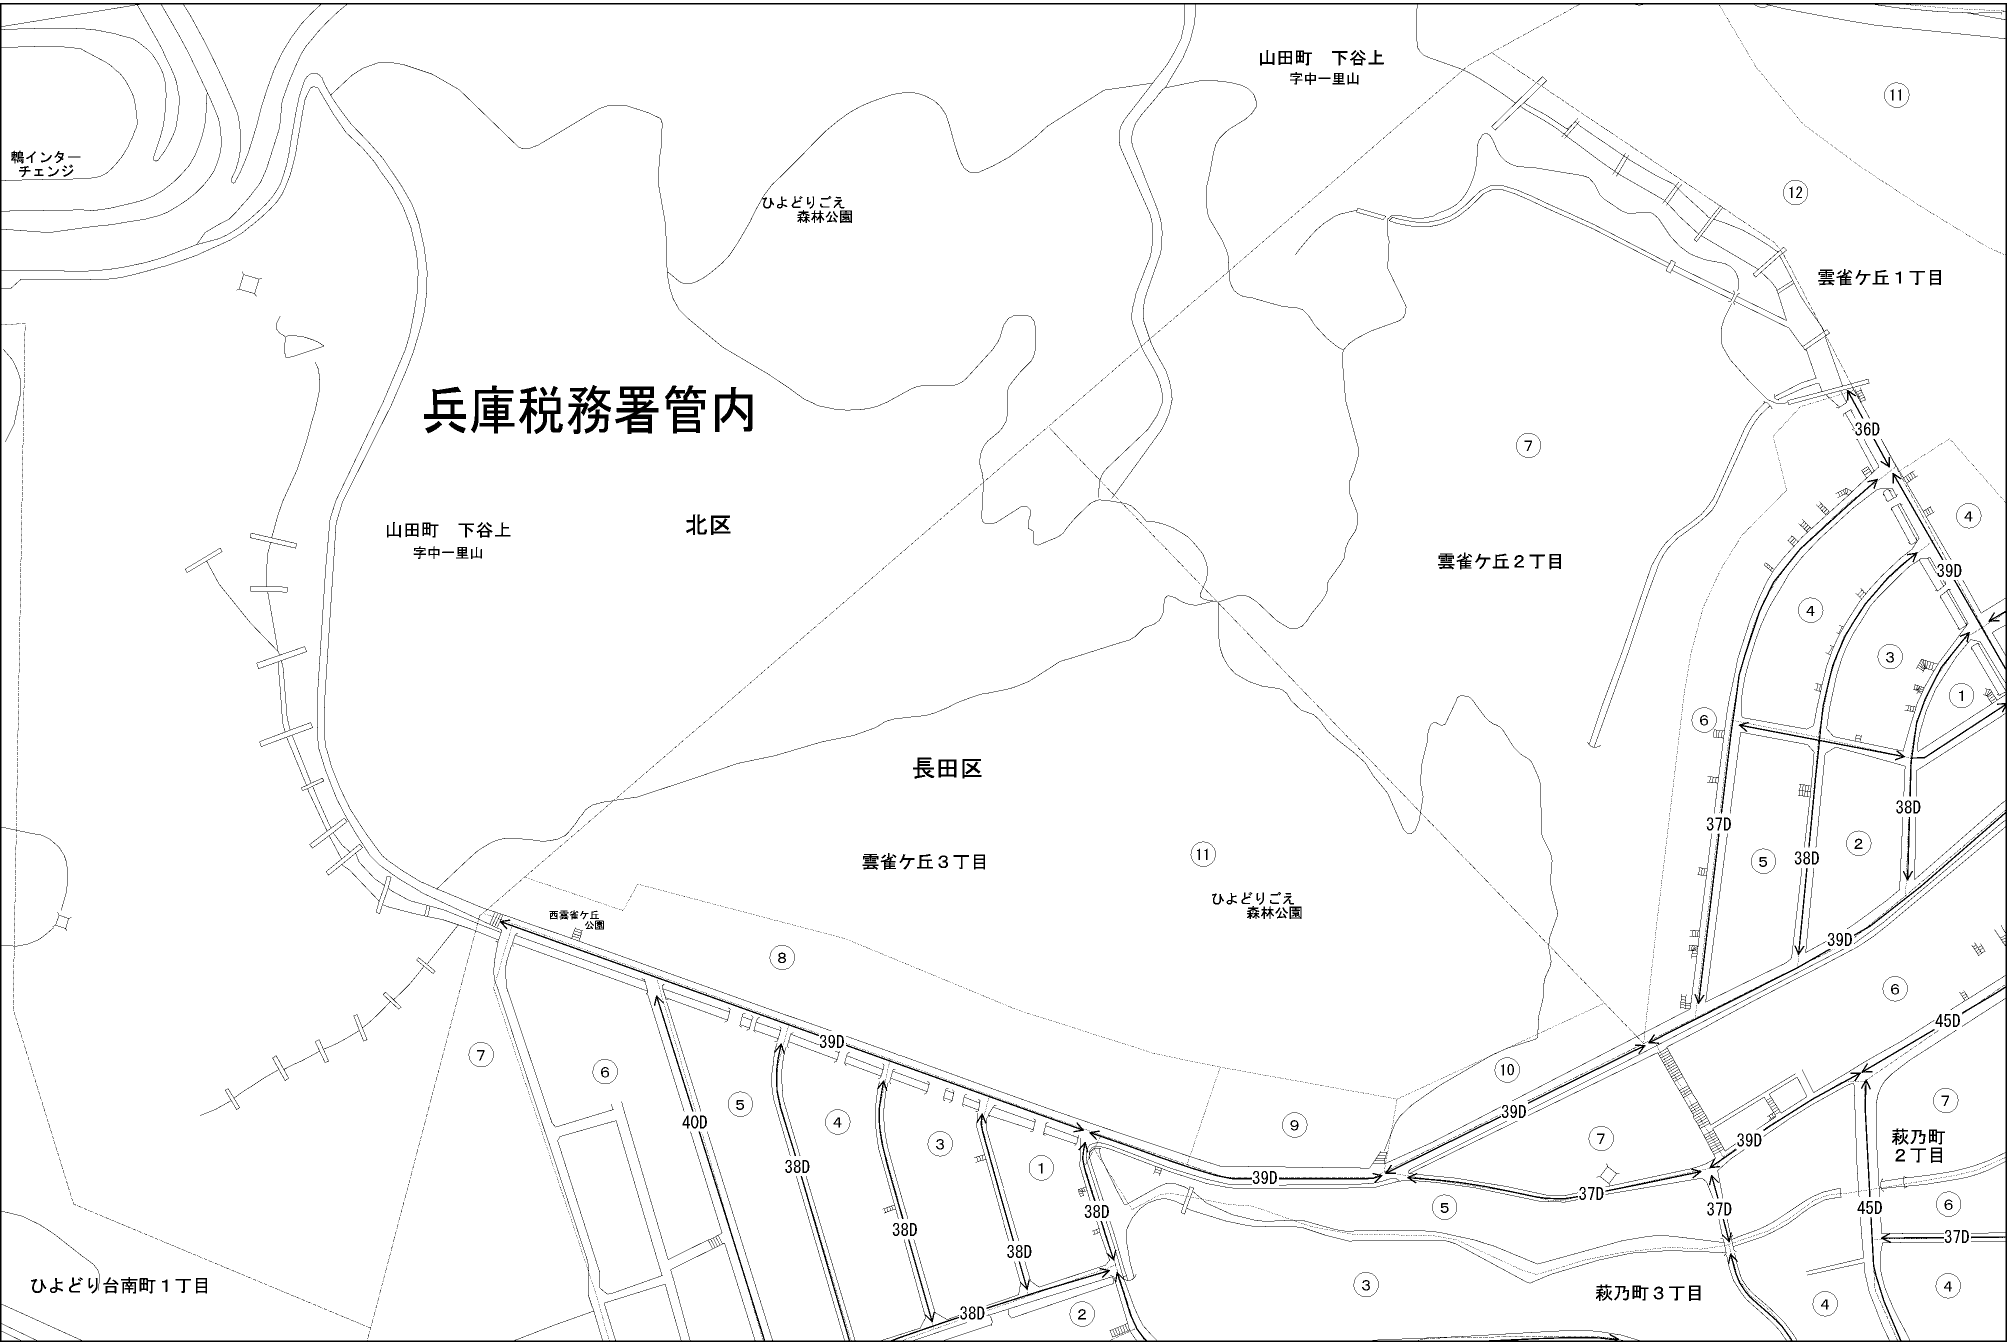 山田町 下谷上
字中一里山
11
鵯インター
チェンジ
12
ひよどりごえ
森林公園
雲雀ケ丘1丁目
兵庫税務署管内
36D
7
山田町 下谷上
字中一里山
北区
4
雲雀ケ丘2丁目
39D
4
3
1
6
長田区
38D
37D
2
雲雀ケ丘3丁目
11
5
38D
ひよどりごえ
森林公園
西雲雀ケ丘
公園
39D
8
6
45D
39D
7
6
10
5
40D
39D
7
4
9
39D
7
萩乃町
2丁目
3
1
38D
39D
37D
5
37D
45D
6
38D
38D
38D
37D
ひよどり台南町1丁目
3
萩乃町3丁目
4
4
38D
2